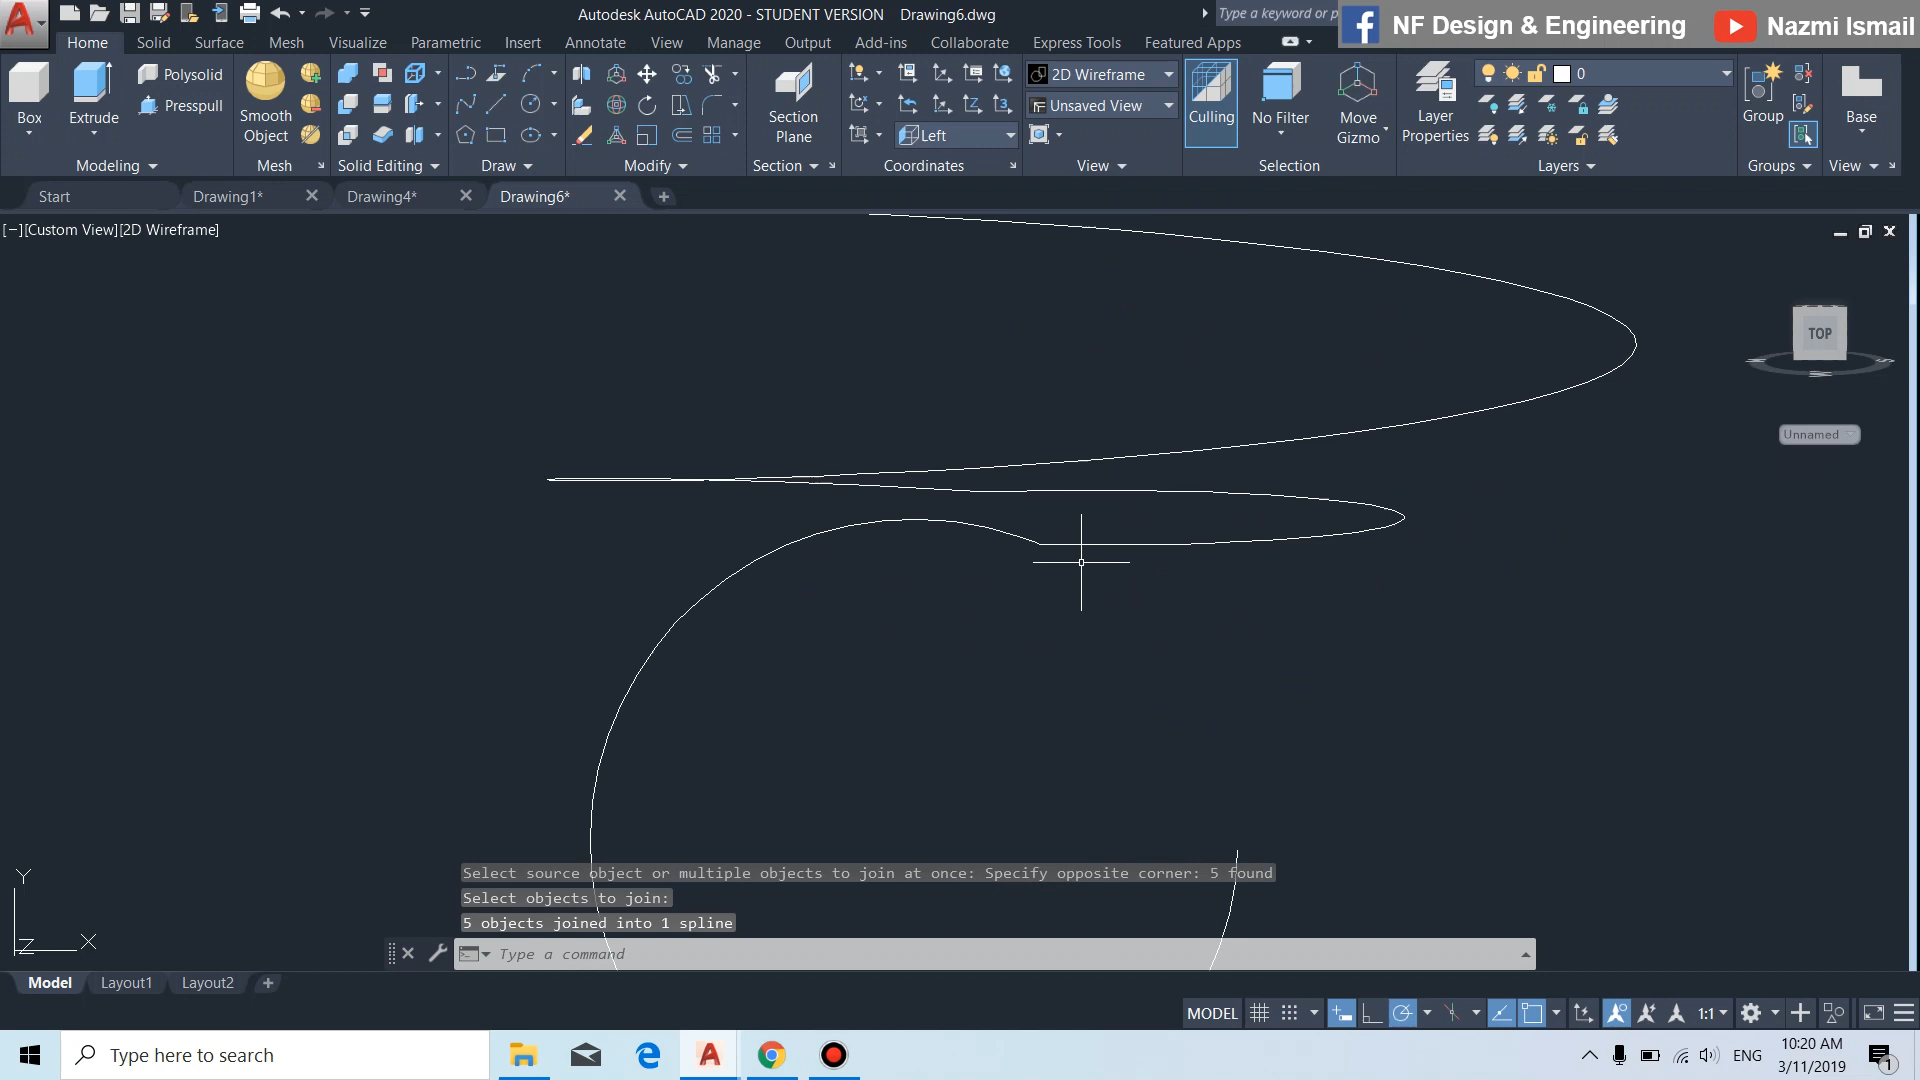 Autodesk AutoCAD 2020 - STUDENT VERSION Drawing6.dwg
Type a keyword or p
NF Design & Engineering
Nazmi Ismail
Home Solid Surface Mesh Visualize Parametric Insert Annotate View Manage Output Add-ins Collaborate Express Tools Featured Apps
Box
Extrude
Polysolid
Presspull
Smooth
Object
Section
Plane
2D Wireframe
Unsaved View
Left
Culling
No Filter
Move
Gizmo
Layer
Properties
0
Group
Base
Modeling Mesh Solid Editing Draw Modify Section Coordinates View Selection Layers Groups View
Start Drawing1* Drawing4* Drawing6*
[−][Custom View][2D Wireframe]
TOP
Unnamed
Select source object or multiple objects to join at once: Specify opposite corner: 5 found
Select objects to join:
5 objects joined into 1 spline
Type a command
Y
Z
X
Model Layout1 Layout2
MODEL
1:1
Type here to search
ENG
10:20 AM
3/11/2019
1